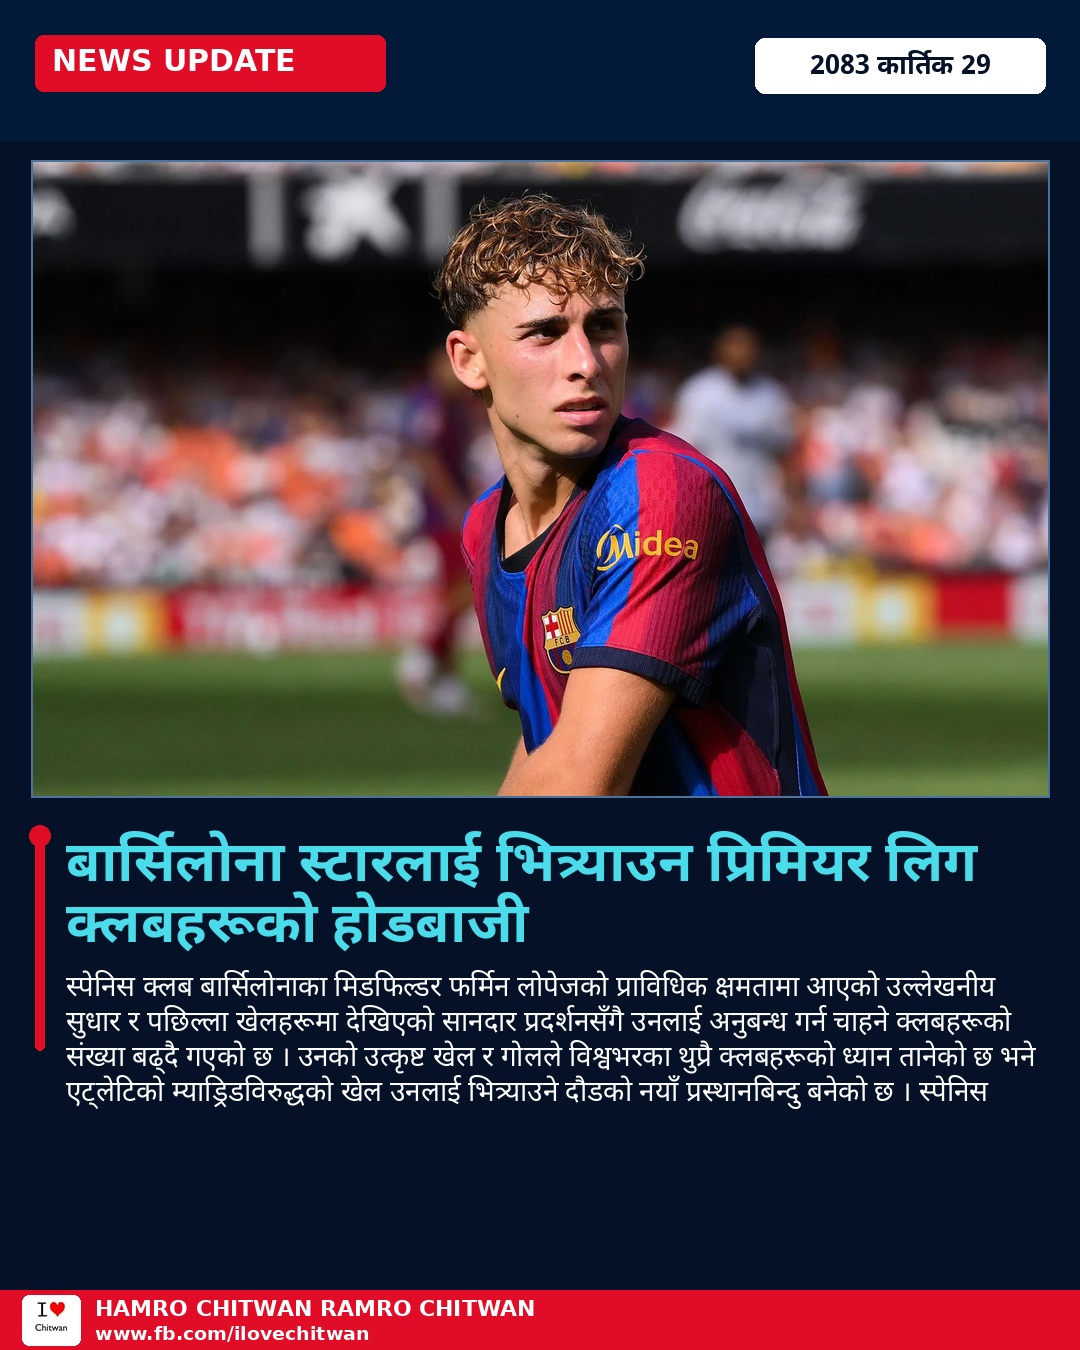 NEWS UPDATE
2083 कार्तिक 29
Coca-Cola
Midea
FCB
बार्सिलोना स्टारलाई भित्र्याउन प्रिमियर लिग
क्लबहरूको होडबाजी
स्पेनिस क्लब बार्सिलोनाका मिडफिल्डर फर्मिन लोपेजको प्राविधिक क्षमतामा आएको उल्लेखनीय
सुधार र पछिल्ला खेलहरूमा देखिएको सानदार प्रदर्शनसँगै उनलाई अनुबन्ध गर्न चाहने क्लबहरूको
संख्या बढ्दै गएको छ । उनको उत्कृष्ट खेल र गोलले विश्वभरका थुप्रै क्लबहरूको ध्यान तानेको छ भने
एट्लेटिको म्याड्रिडविरुद्धको खेल उनलाई भित्र्याउने दौडको नयाँ प्रस्थानबिन्दु बनेको छ । स्पेनिस
I
Chitwan
HAMRO CHITWAN RAMRO CHITWAN
www.fb.com/ilovechitwan